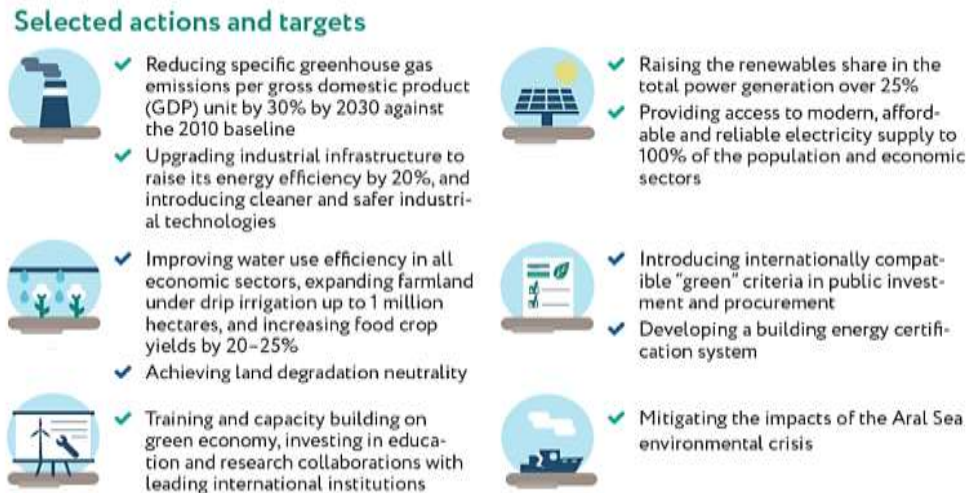 Selected actions and targets
Reducing specific greenhouse gas
emissions per gross domestic product
(GDP) unit by 30% by 2030 against
the 2010 baseline
Upgrading industrial infrastructure to
raise its energy efficiency by 20%, and
introducing cleaner and safer industri-
al technologies
Raising the renewables share in the
total power generation over 25%
Providing access to modern, afford-
able and reliable electricity supply to
100% of the population and economic
sectors
Improving water use efficiency in all
economic sectors, expanding farmland
under drip irrigation up to 1 million
hectares, and increasing food crop
yields by 20–25%
Achieving land degradation neutrality
Introducing internationally compat-
ible “green” criteria in public invest-
ment and procurement
Developing a building energy certifi-
cation system
Training and capacity building on
green economy, investing in educa-
tion and research collaborations with
leading international institutions
Mitigating the impacts of the Aral Sea
environmental crisis